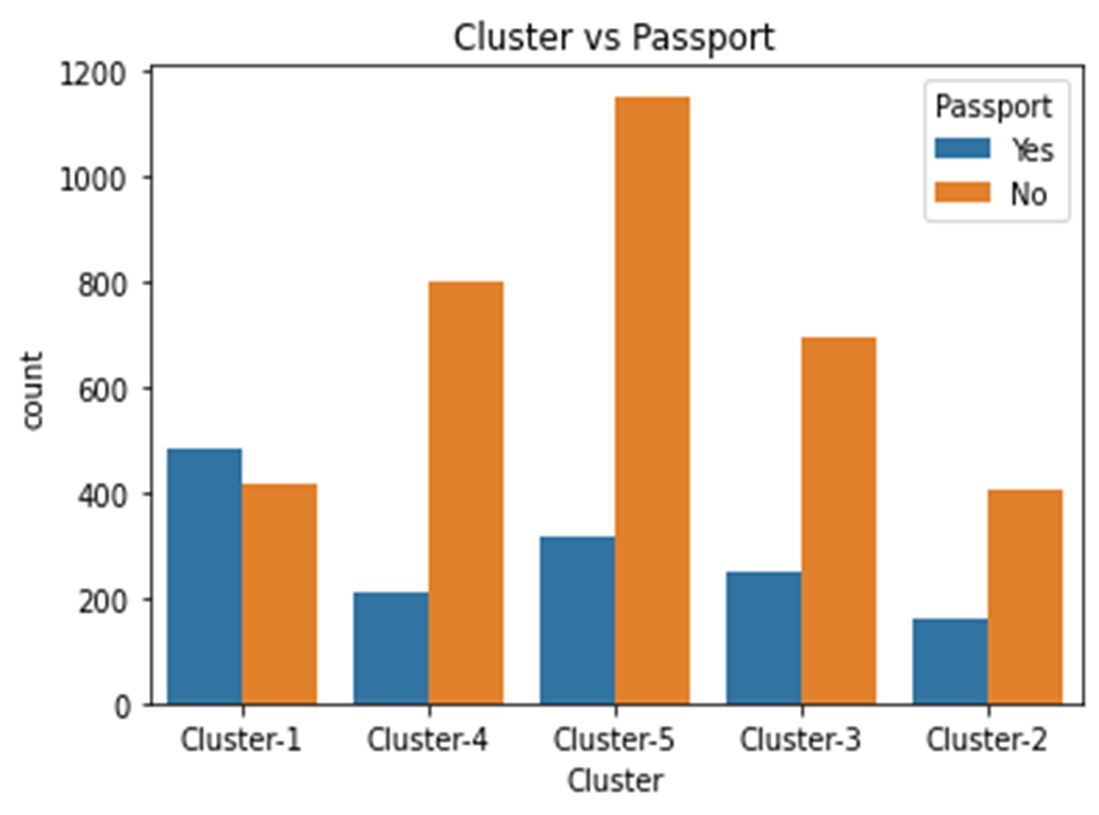 Cluster vs Passport
1200
1000
800
600
400
200
0
count
Passport
Yes
No
Cluster-1 Cluster-4 Cluster-5 Cluster-3 Cluster-2
Cluster